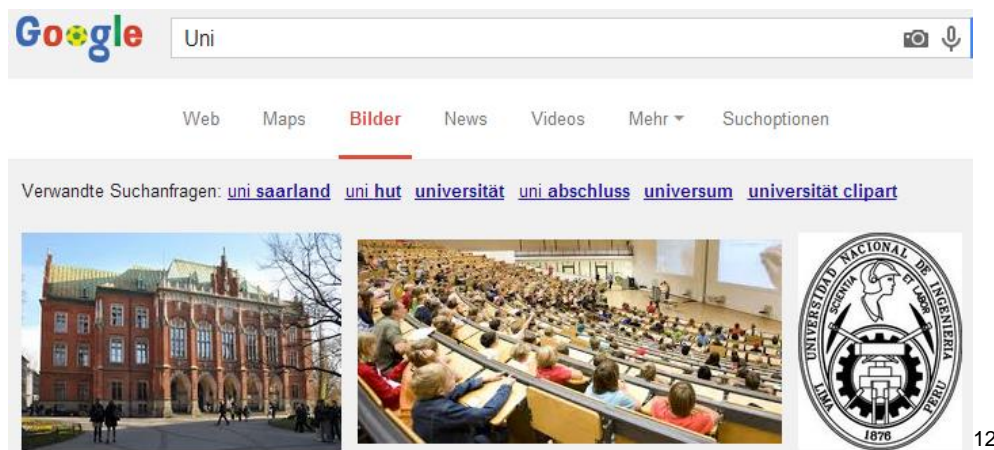 Google Uni
Web Maps Bilder News Videos Mehr Suchoptionen
Verwandte Suchanfragen: uni saarland uni hut universität uni abschluss universum universität clipart
UNIVERSIDAD NACIONAL DE INGENIERIA
SCIENTIA ET LABOR
LIMA PERU
1876
12